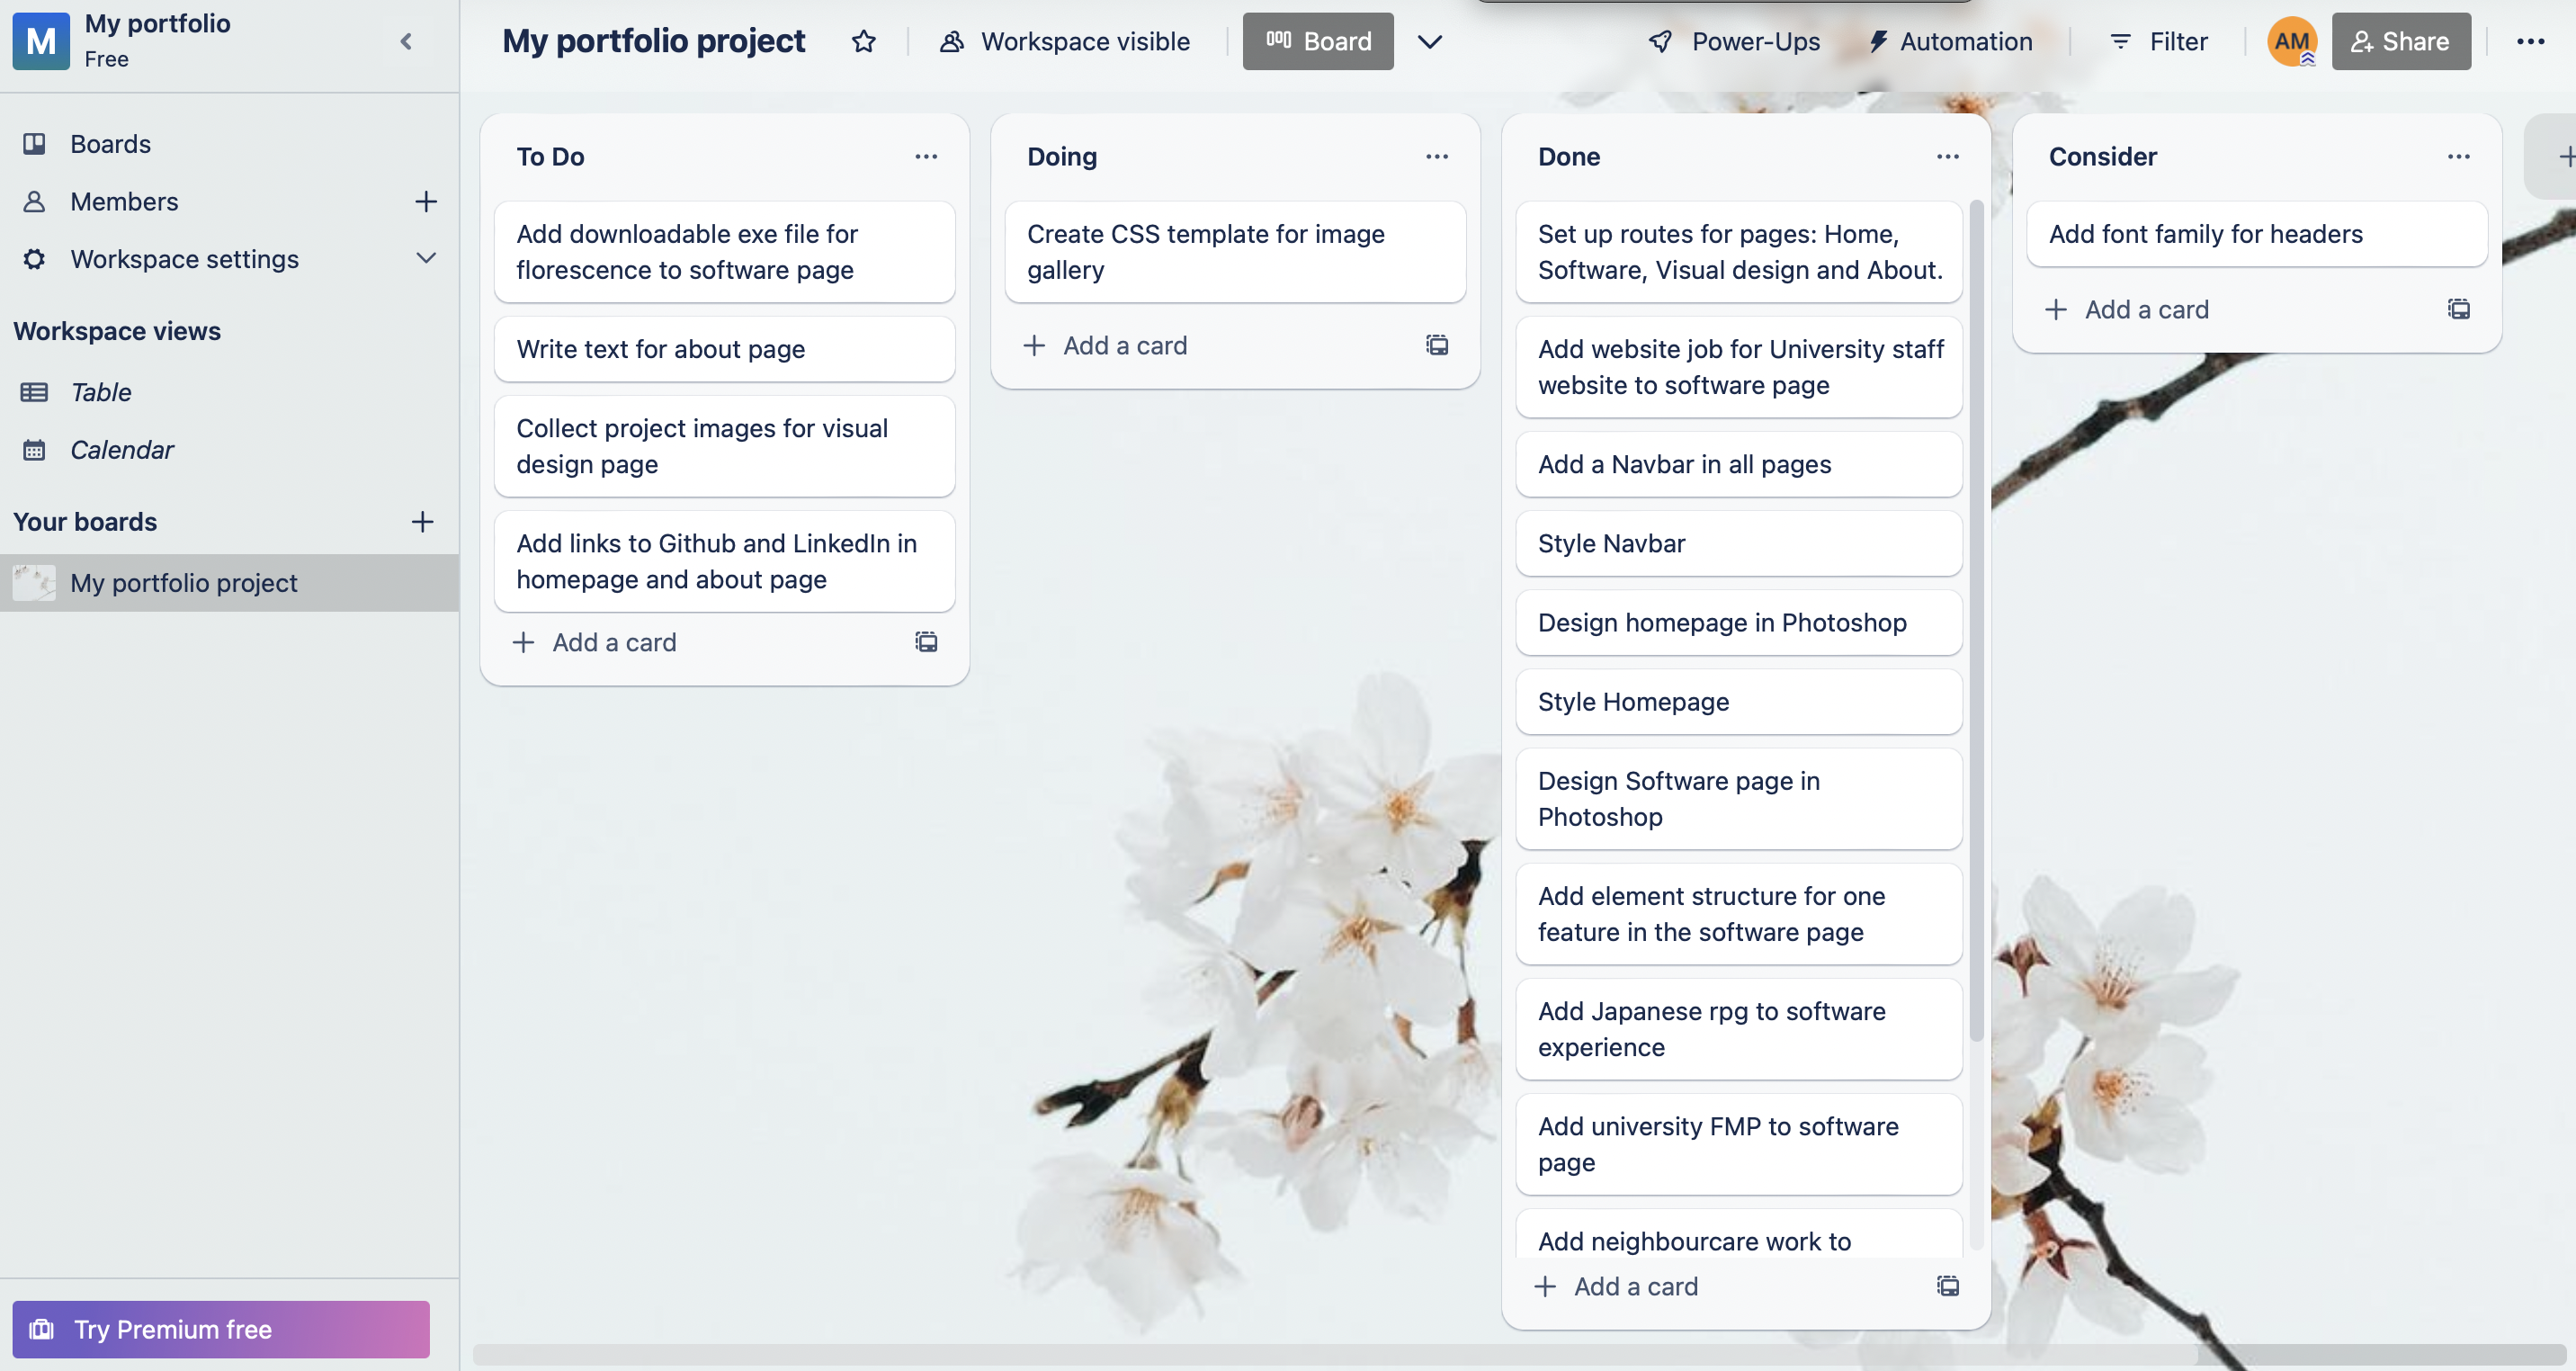 M
My portfolio
Free
My portfolio project
Workspace visible
Board
Power-Ups
Automation
Filter
AM
Share
Boards
Members
Workspace settings
Workspace views
Table
Calendar
Your boards
My portfolio project
Try Premium free
To Do
Add downloadable exe file for
florescence to software page
Write text for about page
Collect project images for visual
design page
Add links to Github and LinkedIn in
homepage and about page
Add a card
Doing
Create CSS template for image
gallery
Add a card
Done
Set up routes for pages: Home,
Software, Visual design and About.
Add website job for University staff
website to software page
Add a Navbar in all pages
Style Navbar
Design homepage in Photoshop
Style Homepage
Design Software page in
Photoshop
Add element structure for one
feature in the software page
Add Japanese rpg to software
experience
Add university FMP to software
page
Add neighbourcare work to
Add a card
Consider
Add font family for headers
Add a card